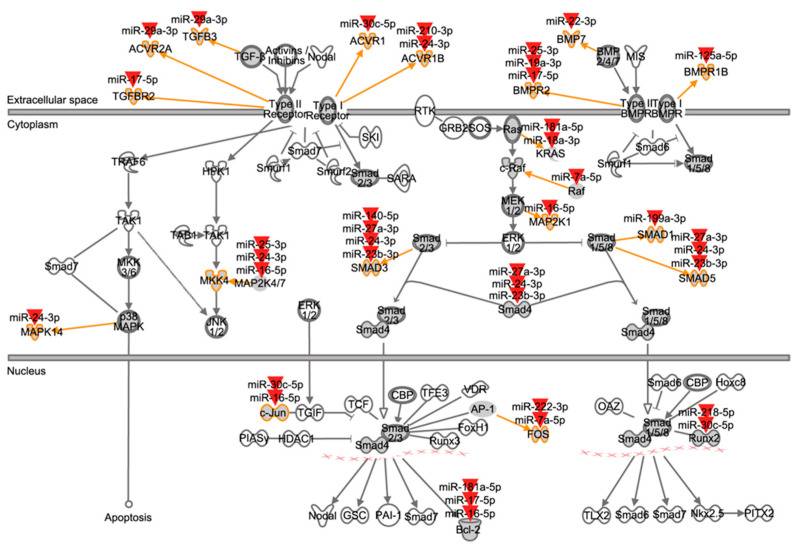 miR-29a-3p
miR-29a-3p
TGFB3
ACVR2A
TGF-β
Activins/
Inhibins
Nodal
miR-30c-5p
ACVR1
miR-210-3p
miR-24-3p
ACVR1B
miR-22-3p
BMP7
BMP
2/4/7
MIS
miR-25-3p
miR-19a-3p
miR-17-5p
BMPR2
miR-125a-5p
BMPR1B
miR-17-5p
TGFBR2
Extracellular space
Cytoplasm
Type II
Receptor
Type I
Receptor
RTK
GRB2
SOS
Ras
miR-181a-5p
miR-18a-3p
KRAS
Type II
BMPR
Type I
BMPR
SKI
Smad7
Smurf1
Smurf2
Smad
2/3
SARA
Smad6
Smurf1
Smad
1/5/8
TRAF6
HPK1
c-Raf
miR-7a-5p
Raf
MEK
1/2
miR-16-5p
MAP2K1
TAK1
TAB1
TAK1
miR-25-3p
miR-24-3p
miR-16-5p
MAP2K4/7
MKK4
miR-140-5p
miR-27a-3p
miR-24-3p
miR-23b-3p
SMAD3
Smad
2/3
ERK
1/2
Smad
1/5/8
miR-199a-3p
SMAD1
miR-27a-3p
miR-24-3p
miR-23b-3p
SMAD5
Smad7
MKK
3/6
miR-27a-3p
miR-24-3p
miR-23b-3p
Smad4
miR-24-3p
MAPK14
p38
MAPK
JNK
1/2
ERK
1/2
Smad
2/3
Smad4
Smad
1/5/8
Smad4
Nucleus
miR-30c-5p
miR-16-5p
c-Jun
TGIF
TCF
CBP
TFE3
VDR
AP-1
miR-222-3p
miR-7a-5p
FOS
FoxH1
Runx3
PIASy
HDAC1
Smad
2/3
Smad4
Smad6
CBP
Hoxc8
OAZ
miR-218-5p
miR-30c-5p
Runx2
Smad
1/5/8
Smad4
miR-181a-5p
miR-17-5p
miR-16-5p
Bcl-2
Apoptosis
Nodal
GSC
PAI-1
Smad7
TLX2
Smad6
Smad7
Nkx2.5
PITX2